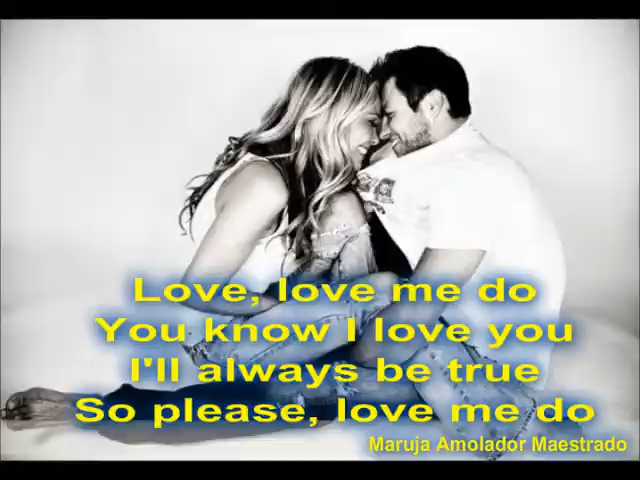 Love, love me do
You know I love you
I'll always be true
So please, love me do
Maruja Amolador Maestrado